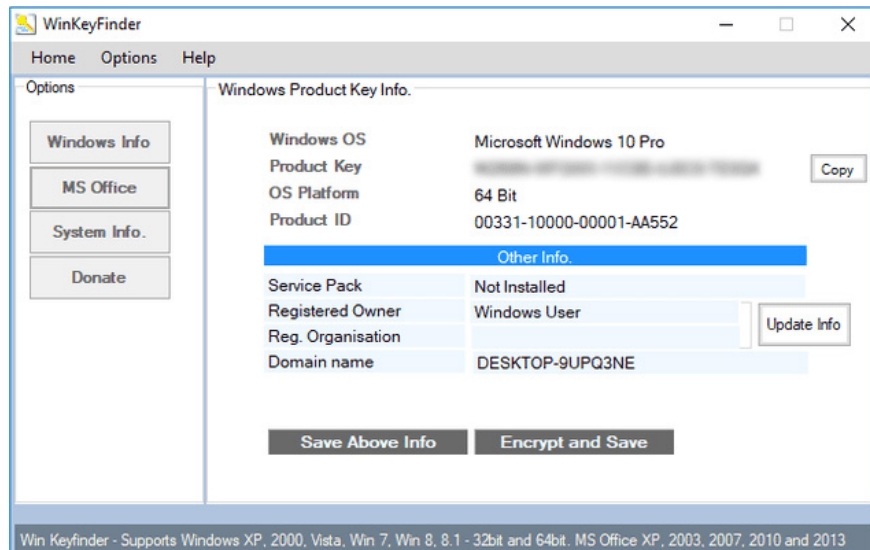 WinKeyFinder
Home Options Help
Options
Windows Info
MS Office
System Info.
Donate
Windows Product Key Info.
Windows OS Microsoft Windows 10 Pro
Product Key
Copy
OS Platform 64 Bit
Product ID 00331-10000-00001-AA552
Other Info.
Service Pack Not Installed
Registered Owner Windows User
Reg. Organisation
Update Info
Domain name DESKTOP-9UPQ3NE
Save Above Info Encrypt and Save
Win Keyfinder - Supports Windows XP, 2000, Vista, Win 7, Win 8, 8.1 - 32bit and 64bit. MS Office XP, 2003, 2007, 2010 and 2013